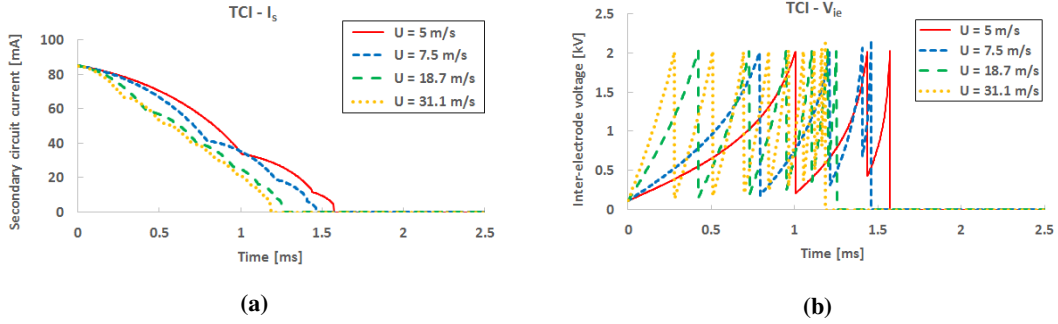 TCI - Is
Secondary circuit current [mA]
100
80
60
40
20
0
0 0.5 1 1.5 2 2.5
Time [ms]
U = 5 m/s
U = 7.5 m/s
U = 18.7 m/s
U = 31.1 m/s
(a)
TCI - Vie
Inter-electrode voltage [kV]
2.5
2
1.5
1
0.5
0
0 0.5 1 1.5 2 2.5
Time [ms]
U = 5 m/s
U = 7.5 m/s
U = 18.7 m/s
U = 31.1 m/s
(b)